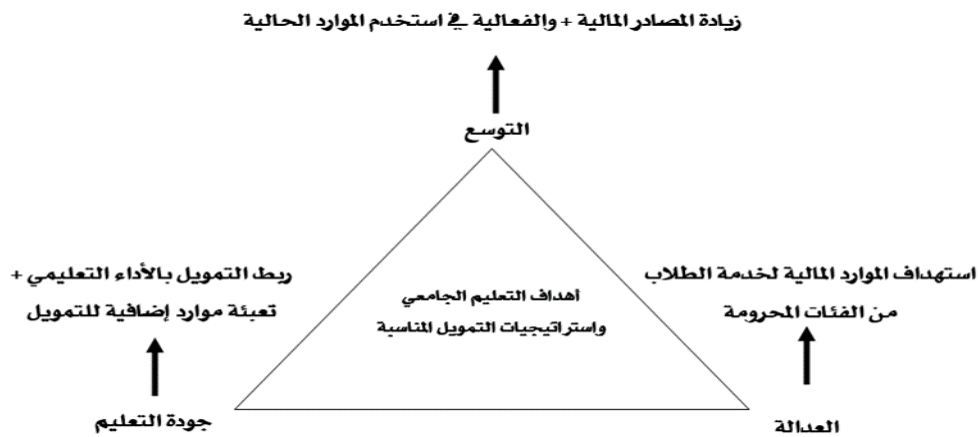 زيادة المصادر المالية + والفعالية في استخدم الموارد الحالية
التوسع
استهداف الموارد المالية لخدمة الطلاب
من الفئات المحرومة
العدالة
أهداف التعليم الجامعي
واستراتيجيات التمويل المناسبة
ربط التمويل بالأداء التعليمي +
تعبئة موارد إضافية للتمويل
جودة التعليم